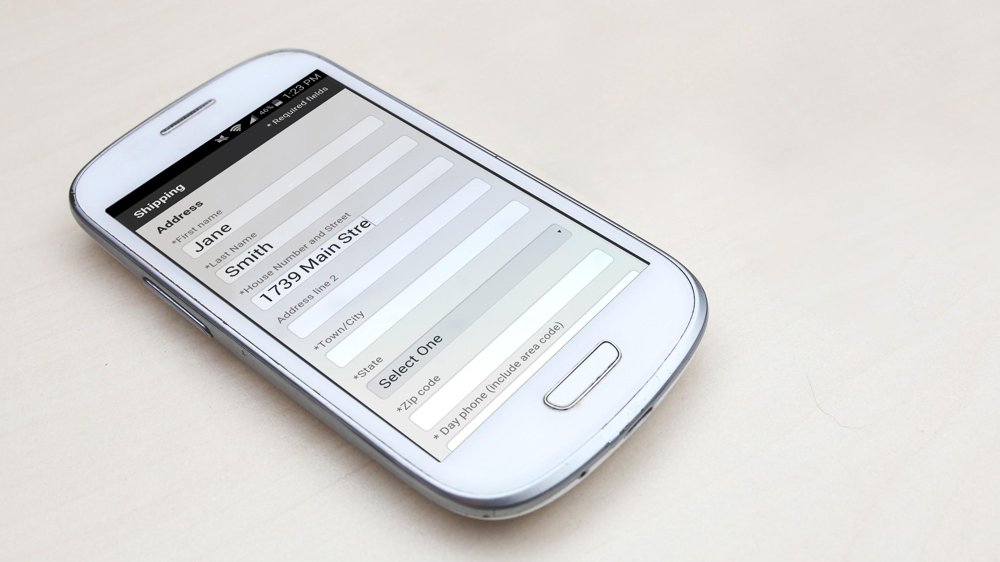 46% 1:23 PM
Shipping * Required fields
Address
*First name
Jane
*Last Name
Smith
*House Number and Street
1739 Main Stre
Address line 2
*Town/City
*State
Select One
*Zip code
* Day phone (include area code)